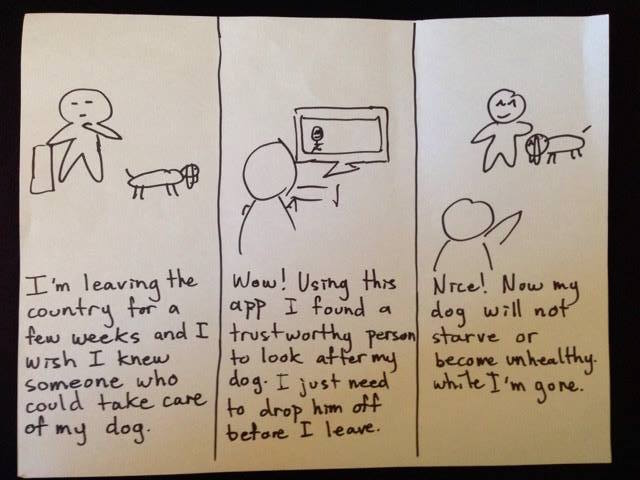 I'm leaving the
country for a
few weeks and I
wish I knew
someone who
could take care
of my dog.
Wow! Using this
app I found a
trustworthy person
to look after my
dog. I just need
to drop him off
before I leave.
Nice! Now my
dog will not
starve or
become unhealthy.
while I'm gone.